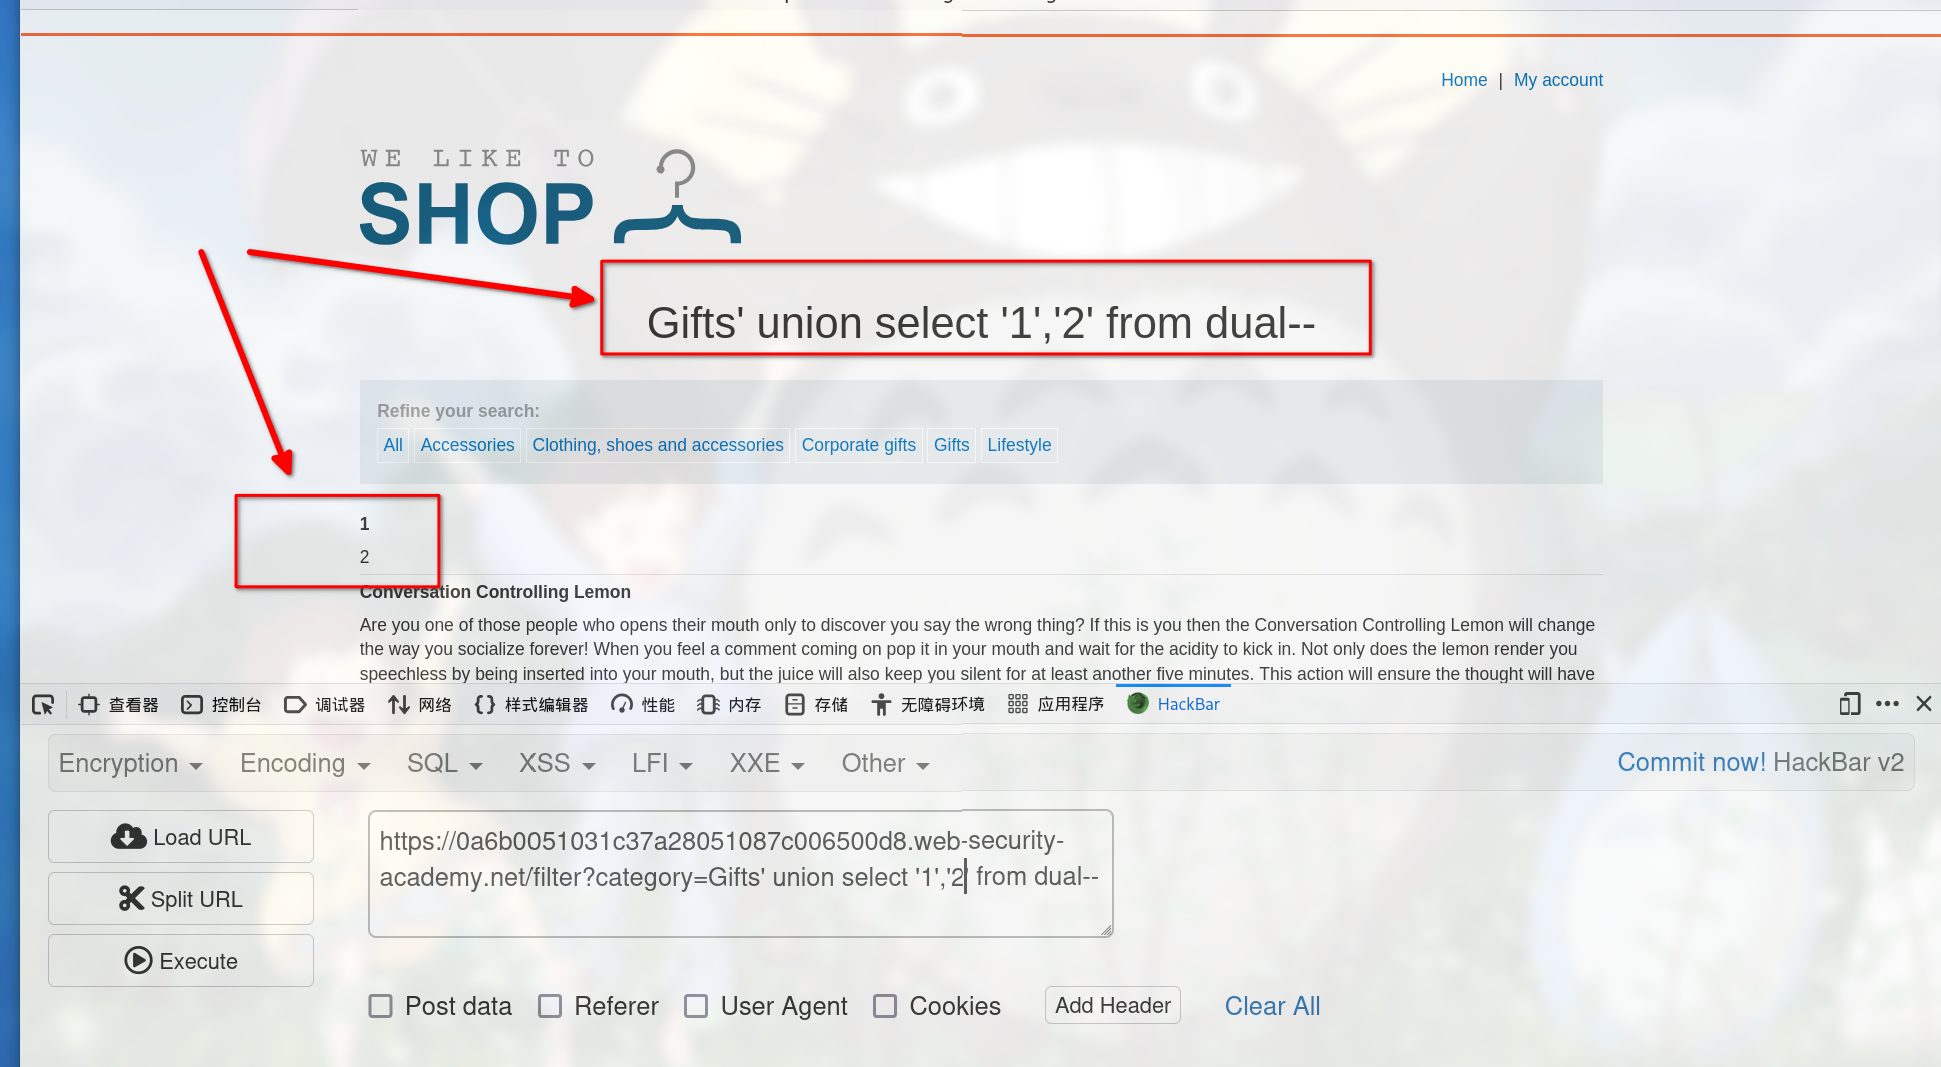 Home | My account
WE LIKE TO
SHOP
Gifts' union select '1','2' from dual--
Refine your search:
All Accessories Clothing, shoes and accessories Corporate gifts Gifts Lifestyle
1
2
Conversation Controlling Lemon
Are you one of those people who opens their mouth only to discover you say the wrong thing? If this is you then the Conversation Controlling Lemon will change
the way you socialize forever! When you feel a comment coming on pop it in your mouth and wait for the acidity to kick in. Not only does the lemon render you
speechless by being inserted into your mouth, but the juice will also keep you silent for at least another five minutes. This action will ensure the thought will have
查看器 控制台 调试器 网络 样式编辑器 性能 内存 存储 无障碍环境 应用程序 HackBar
Encryption Encoding SQL XSS LFI XXE Other Commit now! HackBar v2
Load URL
Split URL
Execute
https://0a6b0051031c37a28051087c006500d8.web-security-
academy.net/filter?category=Gifts' union select '1','2' from dual--
Post data Referer User Agent Cookies Add Header Clear All